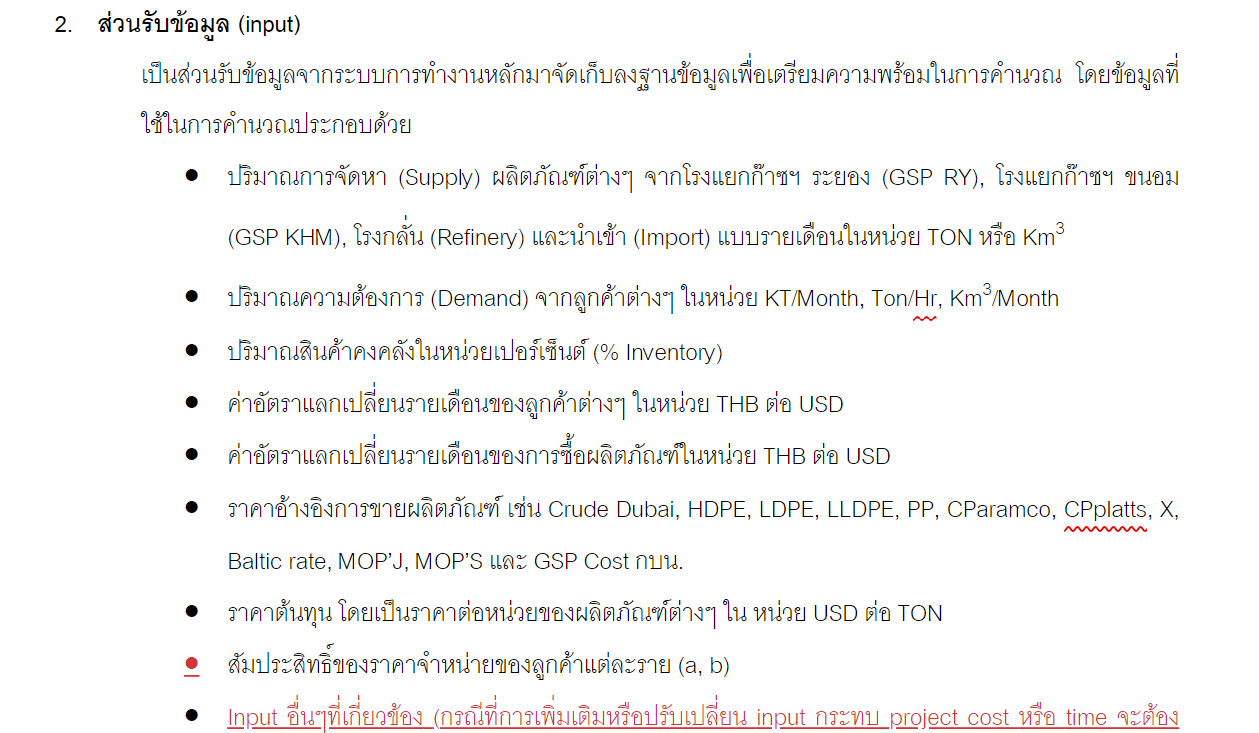 2. ส่วนรับข้อมูล (input)
เป็นส่วนรับข้อมูลจากระบบการทำงานหลักมาจัดเก็บลงฐานข้อมูลเพื่อเตรียมความพร้อมในการคำนวณ โดยข้อมูลที่
ใช้ในการคำนวณประกอบด้วย
● ปริมาณการจัดหา (Supply) ผลิตภัณฑ์ต่างๆ จากโรงแยกก๊าซฯ ระยอง (GSP RY), โรงแยกก๊าซฯ ขนอม
(GSP KHM), โรงกลั่น (Refinery) และนำเข้า (Import) แบบรายเดือนในหน่วย TON หรือ Km³
● ปริมาณความต้องการ (Demand) จากลูกค้าต่างๆ ในหน่วย KT/Month, Ton/Hr, Km³/Month
● ปริมาณสินค้าคงคลังในหน่วยเปอร์เซ็นต์ (% Inventory)
● ค่าอัตราแลกเปลี่ยนรายเดือนของลูกค้าต่างๆ ในหน่วย THB ต่อ USD
● ค่าอัตราแลกเปลี่ยนรายเดือนของการซื้อผลิตภัณฑ์ในหน่วย THB ต่อ USD
● ราคาอ้างอิงการขายผลิตภัณฑ์ เช่น Crude Dubai, HDPE, LDPE, LLDPE, PP, CParamco, CPplatts, X,
Baltic rate, MOP’J, MOP’S และ GSP Cost กบน.
● ราคาต้นทุน โดยเป็นราคาต่อหน่วยของผลิตภัณฑ์ต่างๆ ใน หน่วย USD ต่อ TON
● สัมประสิทธิ์ของราคาจำหน่ายของลูกค้าแต่ละราย (a, b)
● Input อื่นๆที่เกี่ยวข้อง (กรณีที่การเพิ่มเติมหรือปรับเปลี่ยน input กระทบ project cost หรือ time จะต้อง